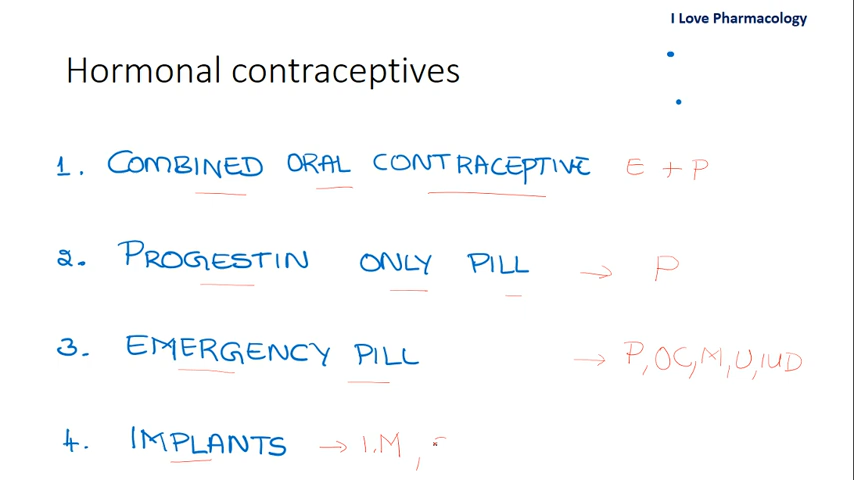 I Love Pharmacology
Hormonal contraceptives
1. COMBINED ORAL CONTRACEPTIVE E + P
2. PROGESTIN ONLY PILL → P
3. EMERGENCY PILL → P, OC, M, U, IUD
4. IMPLANTS → I.M,